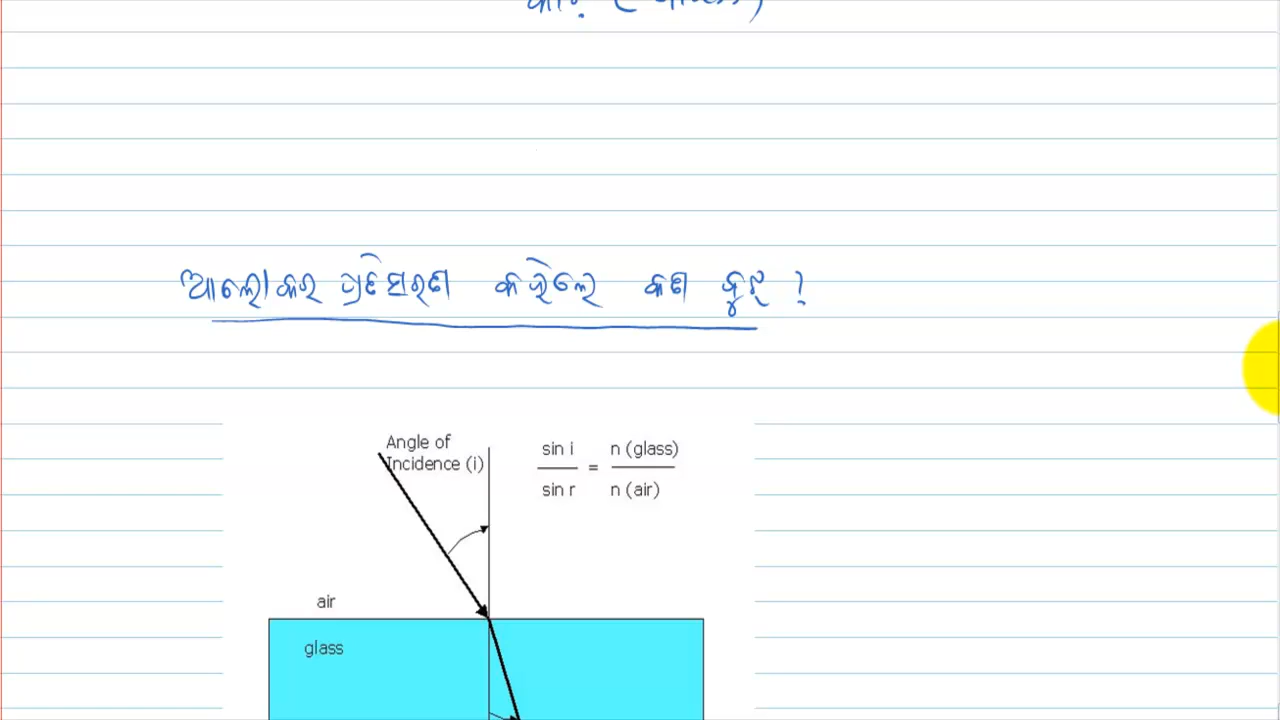 ଆଲୋକର ପ୍ରତିସରଣ କହିଲେ କଣ ବୁଝ ?
Angle of
Incidence (i)
sin i / sin r = n (glass) / n (air)
air
glass